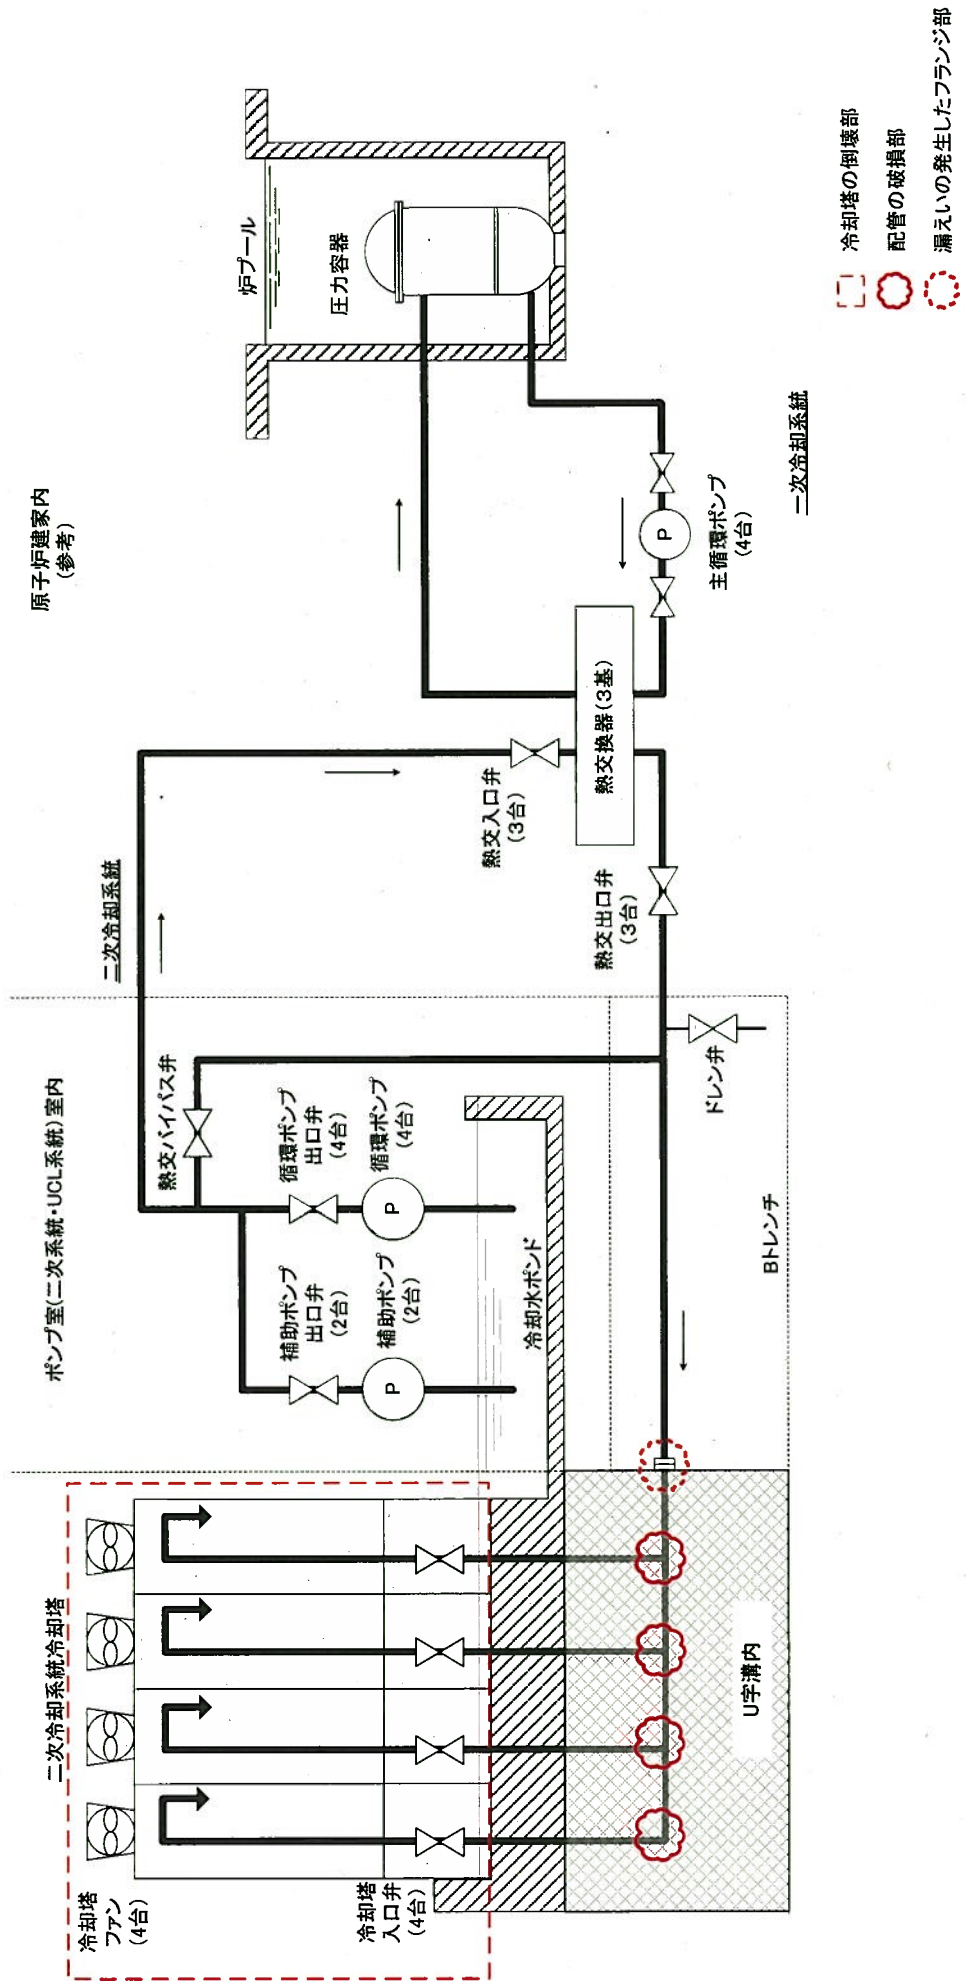 原子炉建家内
(参考)
ポンプ室(二次系統・UCL系統)室内
二次冷却系統冷却塔
冷却塔
ファン
(4台)
冷却塔
入口弁
(4台)
二次冷却系統
熱交バイパス弁
循環ポンプ
出口弁
(4台)
循環ポンプ
(4台)
P
補助ポンプ
出口弁
(2台)
補助ポンプ
(2台)
P
冷却水ポンド
熱交入口弁
(3台)
熱交換器(3基)
熱交出口弁
(3台)
ドレン弁
Bトレンチ
U字溝内
炉プール
圧力容器
P
主循環ポンプ
(4台)
一次冷却系統
冷却塔の倒壊部
配管の破損部
漏えいの発生したフランジ部